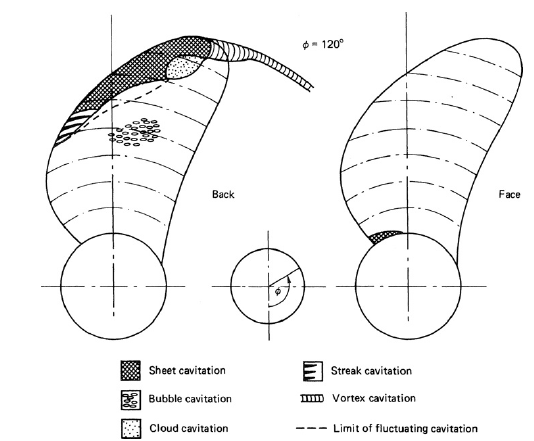 φ = 120°
Back
Face
φ
Sheet cavitation
Streak cavitation
Bubble cavitation
Vortex cavitation
Cloud cavitation
Limit of fluctuating cavitation